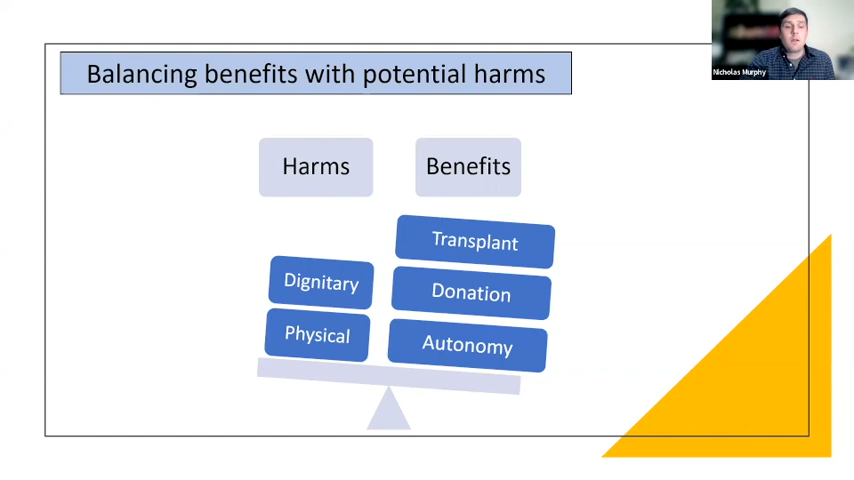 Nicholas Murphy
Balancing benefits with potential harms
Harms
Benefits
Transplant
Dignitary
Donation
Physical
Autonomy